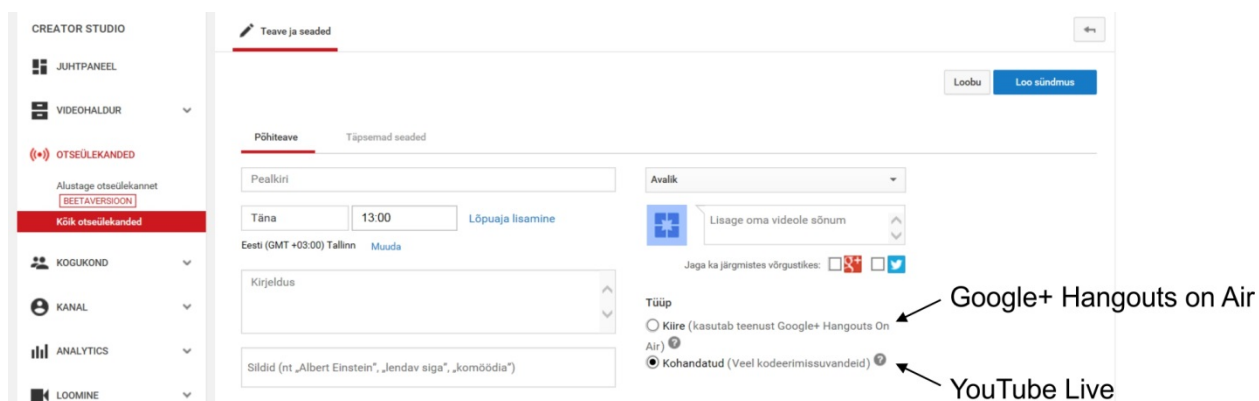 CREATOR STUDIO
JUHTPANEEL
VIDEOHALDUR
OTSEÜLEKANDED
Alustage otseülekannet
BEETAVERSIOON
Kõik otseülekanded
KOGUKOND
KANAL
ANALYTICS
LOOMINE
Teave ja seaded
Loobu
Loo sündmus
Põhiteave
Täpsemad seaded
Pealkiri
Täna
13:00
Lõpuaja lisamine
Eesti (GMT +03:00) Tallinn
Muuda
Kirjeldus
Sildid (nt „Albert Einstein”, „lendav siga”, „komöödia”)
Avalik
Lisage oma videole sõnum
Jaga ka järgmistes võrgustikes:
Tüüp
Kiire (kasutab teenust Google+ Hangouts On
Air)
Kohandatud (Veel kodeerimissuvandeid)
Google+ Hangouts on Air
YouTube Live